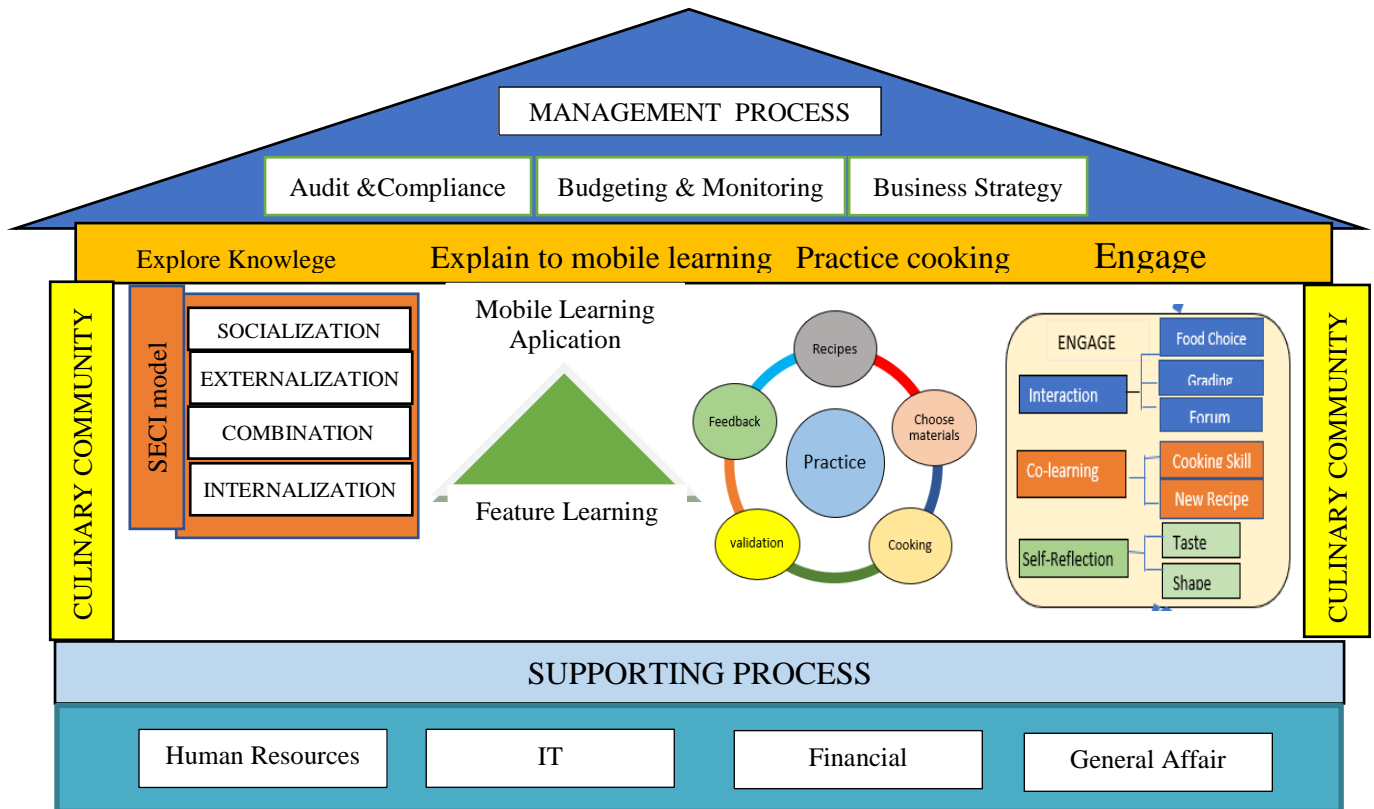 MANAGEMENT PROCESS
Audit &Compliance
Budgeting & Monitoring
Business Strategy
Explore Knowlege
Explain to mobile learning
Practice cooking
Engage
CULINARY COMMUNITY
SECI model
SOCIALIZATION
EXTERNALIZATION
COMBINATION
INTERNALIZATION
Mobile Learning
Aplication
Feature Learning
Recipes
Choose
materials
Cooking
validation
Feedback
Practice
ENGAGE
Interaction
Food Choice
Grading
Forum
Co-learning
Cooking Skill
New Recipe
Self-Reflection
Taste
Shape
CULINARY COMMUNITY
SUPPORTING PROCESS
Human Resources
IT
Financial
General Affair